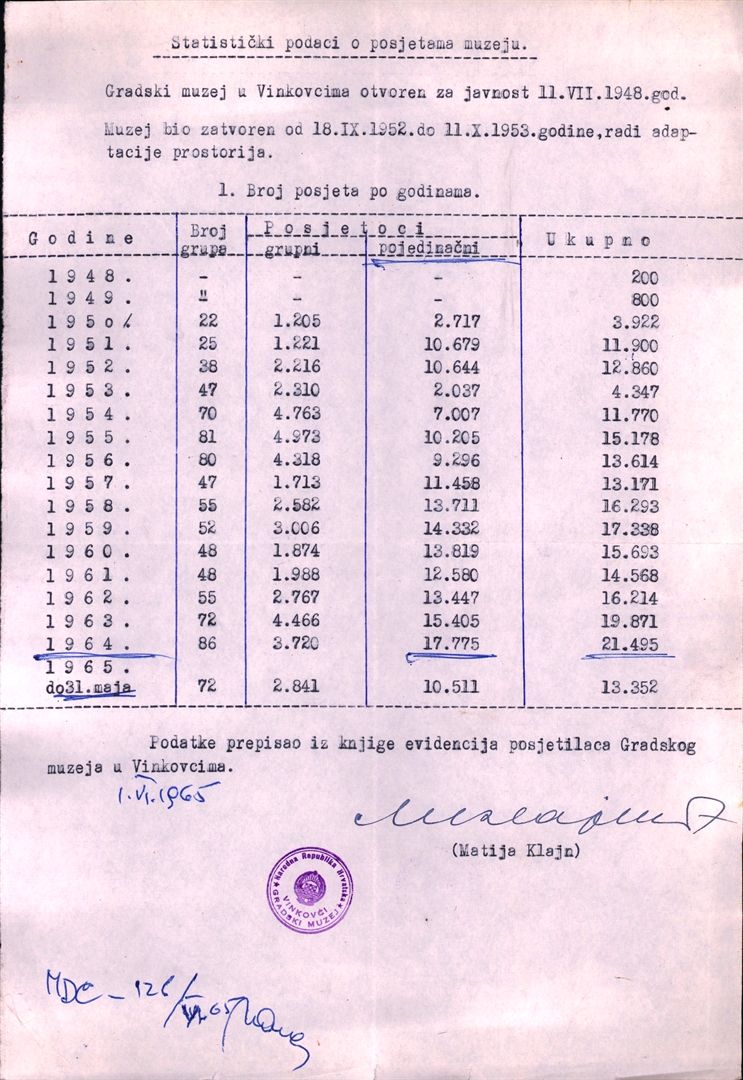 Statistički podaci o posjetama muzeju.
Gradski muzej u Vinkovcima otvoren za javnost 11.VII.1948.god.
Muzej bio zatvoren od 18.IX.1952.do 11.X.1953.godine,radi adap-
tacije prostorija.
1. Broj posjeta po godinama.
Godine Broj grupa Posjetoci grupni pojedinačni Ukupno
1948. - - - 200
1949. " - - 800
1950. 22 1.205 2.717 3.922
1951. 25 1.221 10.679 11.900
1952. 38 2.216 10.644 12.860
1953. 47 2.310 2.037 4.347
1954. 70 4.763 7.007 11.770
1955. 81 4.973 10.205 15.178
1956. 80 4.318 9.296 13.614
1957. 47 1.713 11.458 13.171
1958. 55 2.582 13.711 16.293
1959. 52 3.006 14.332 17.338
1960. 48 1.874 13.819 15.693
1961. 48 1.988 12.580 14.568
1962. 55 2.767 13.447 16.214
1963. 72 4.466 15.405 19.871
1964. 86 3.720 17.775 21.495
1965.
do31.maja 72 2.841 10.511 13.352
Podatke prepisao iz knjige evidencija posjetilaca Gradskog
muzeja u Vinkovcima.
1.VI.1965
(Matija Klajn)
Narodna Republika Hrvatska
VINKOVCI
GRADSKI MUZEJ
MDC - 126/VI-65